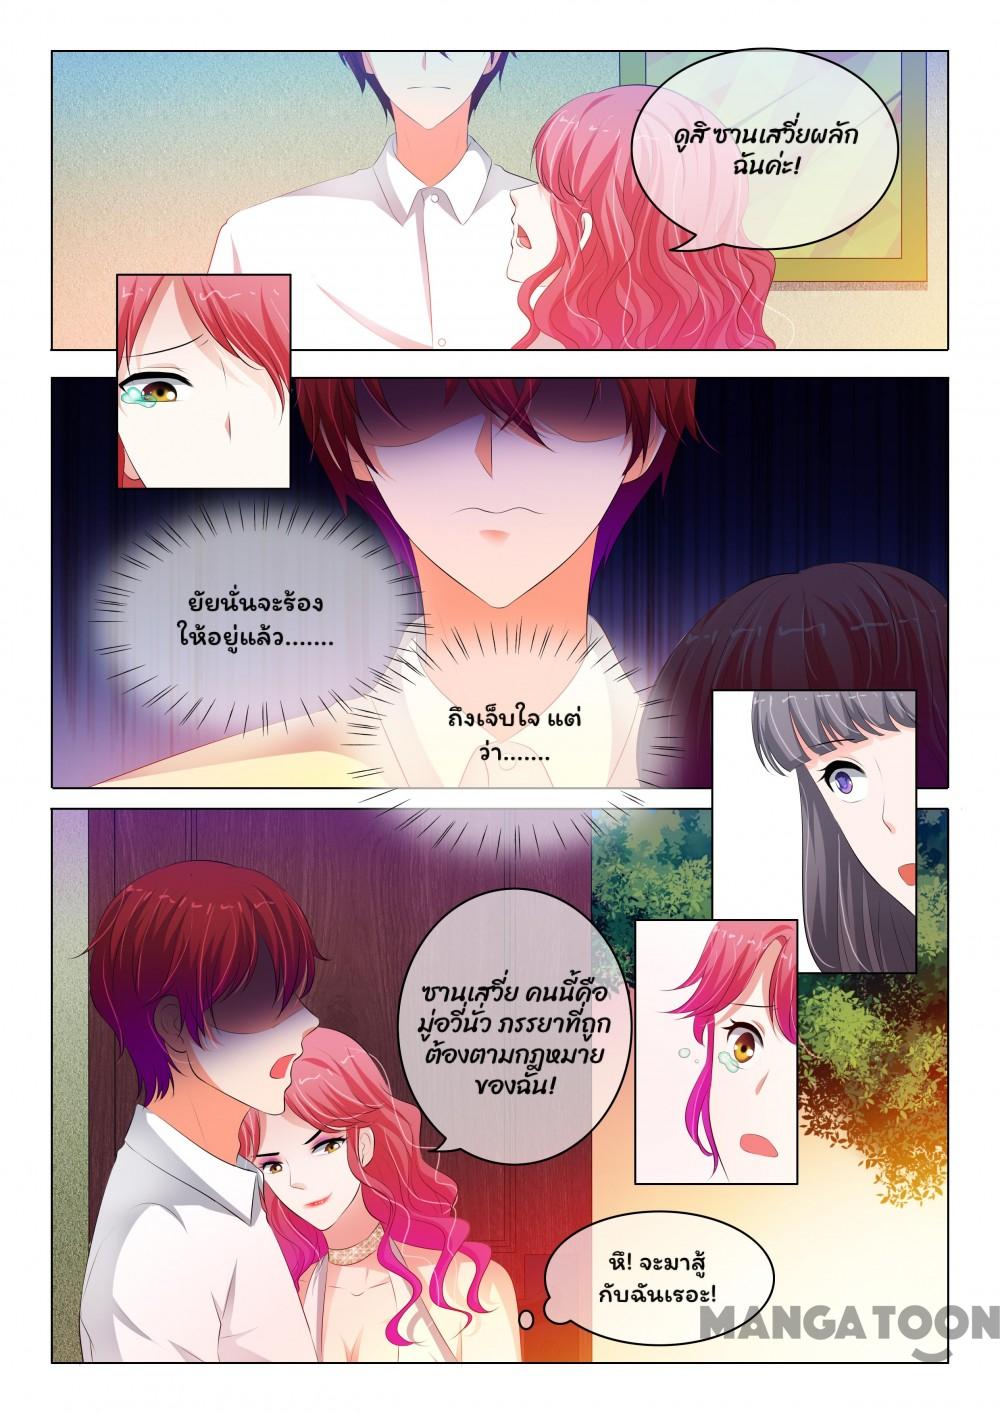 ดูสิ ซานเสวี่ยผลัก
ฉันค่ะ!
ยัยนั่นจะร้อง
ให้อยู่แล้ว.......
ถึงเจ็บใจ แต่
ว่า.......
ซานเสวี่ย คนนี้คือ
มู่อวี่นั่ว ภรรยาที่ถูก
ต้องตามกฎหมาย
ของฉัน!
หึ! จะมาสู้
กับฉันเรอะ!
MANGATOON